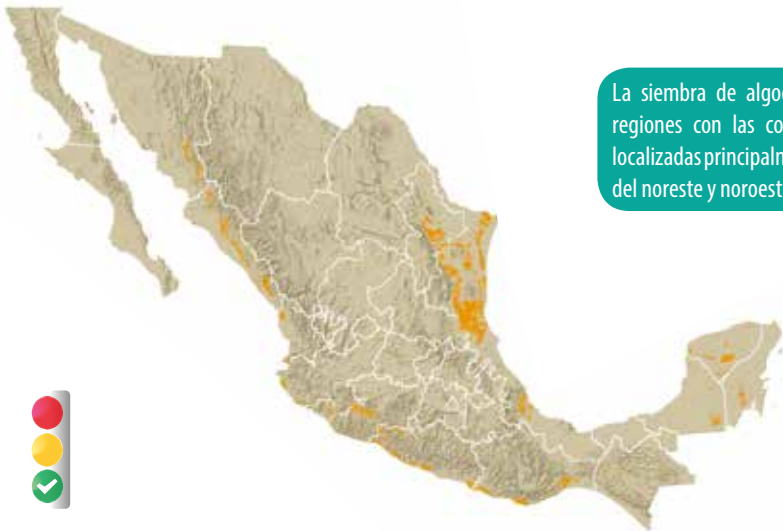 La siembra de
regiones con las
localizadas
del noreste y